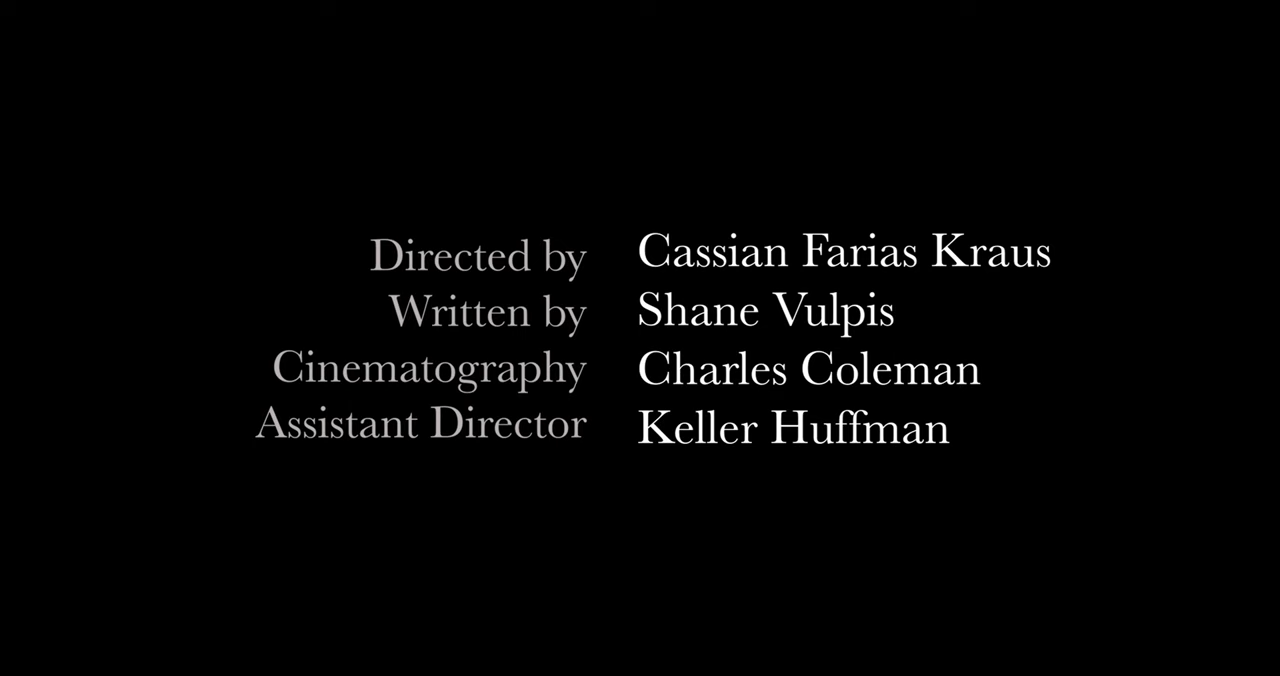 Directed by Cassian Farias Kraus
Written by Shane Vulpis
Cinematography Charles Coleman
Assistant Director Keller Huffman